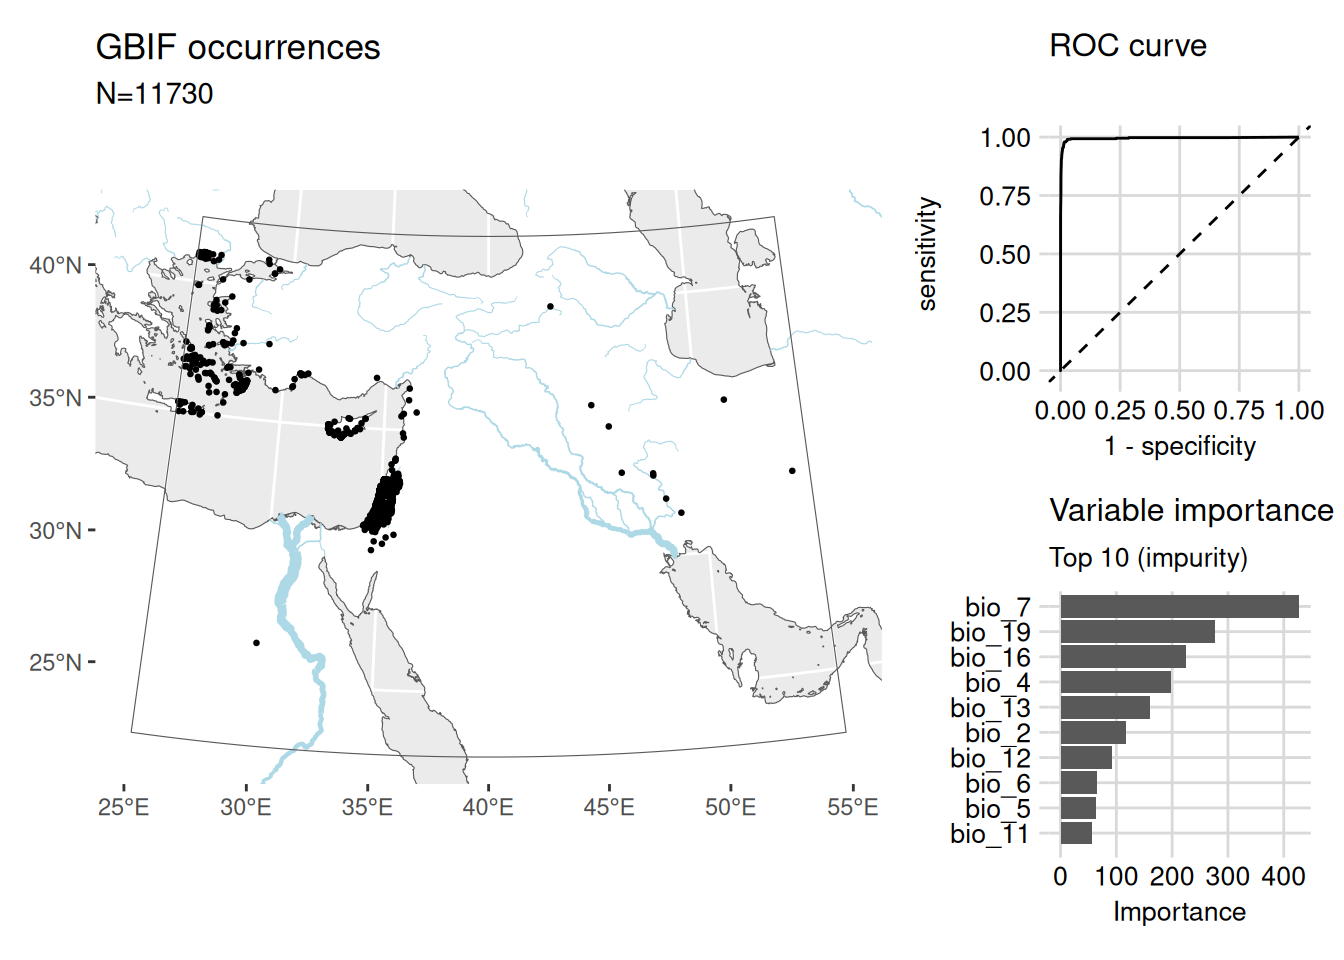 GBIF occurrences
N=11730
40°N
35°N
30°N
25°N
25°E 30°E 35°E 40°E 45°E 50°E 55°E
ROC curve
sensitivity
1.00
0.75
0.50
0.25
0.00
0.00 0.25 0.50 0.75 1.00
1 - specificity
Variable importance
Top 10 (impurity)
bio_7
bio_19
bio_16
bio_4
bio_13
bio_2
bio_12
bio_6
bio_5
bio_11
0 100 200 300 400
Importance